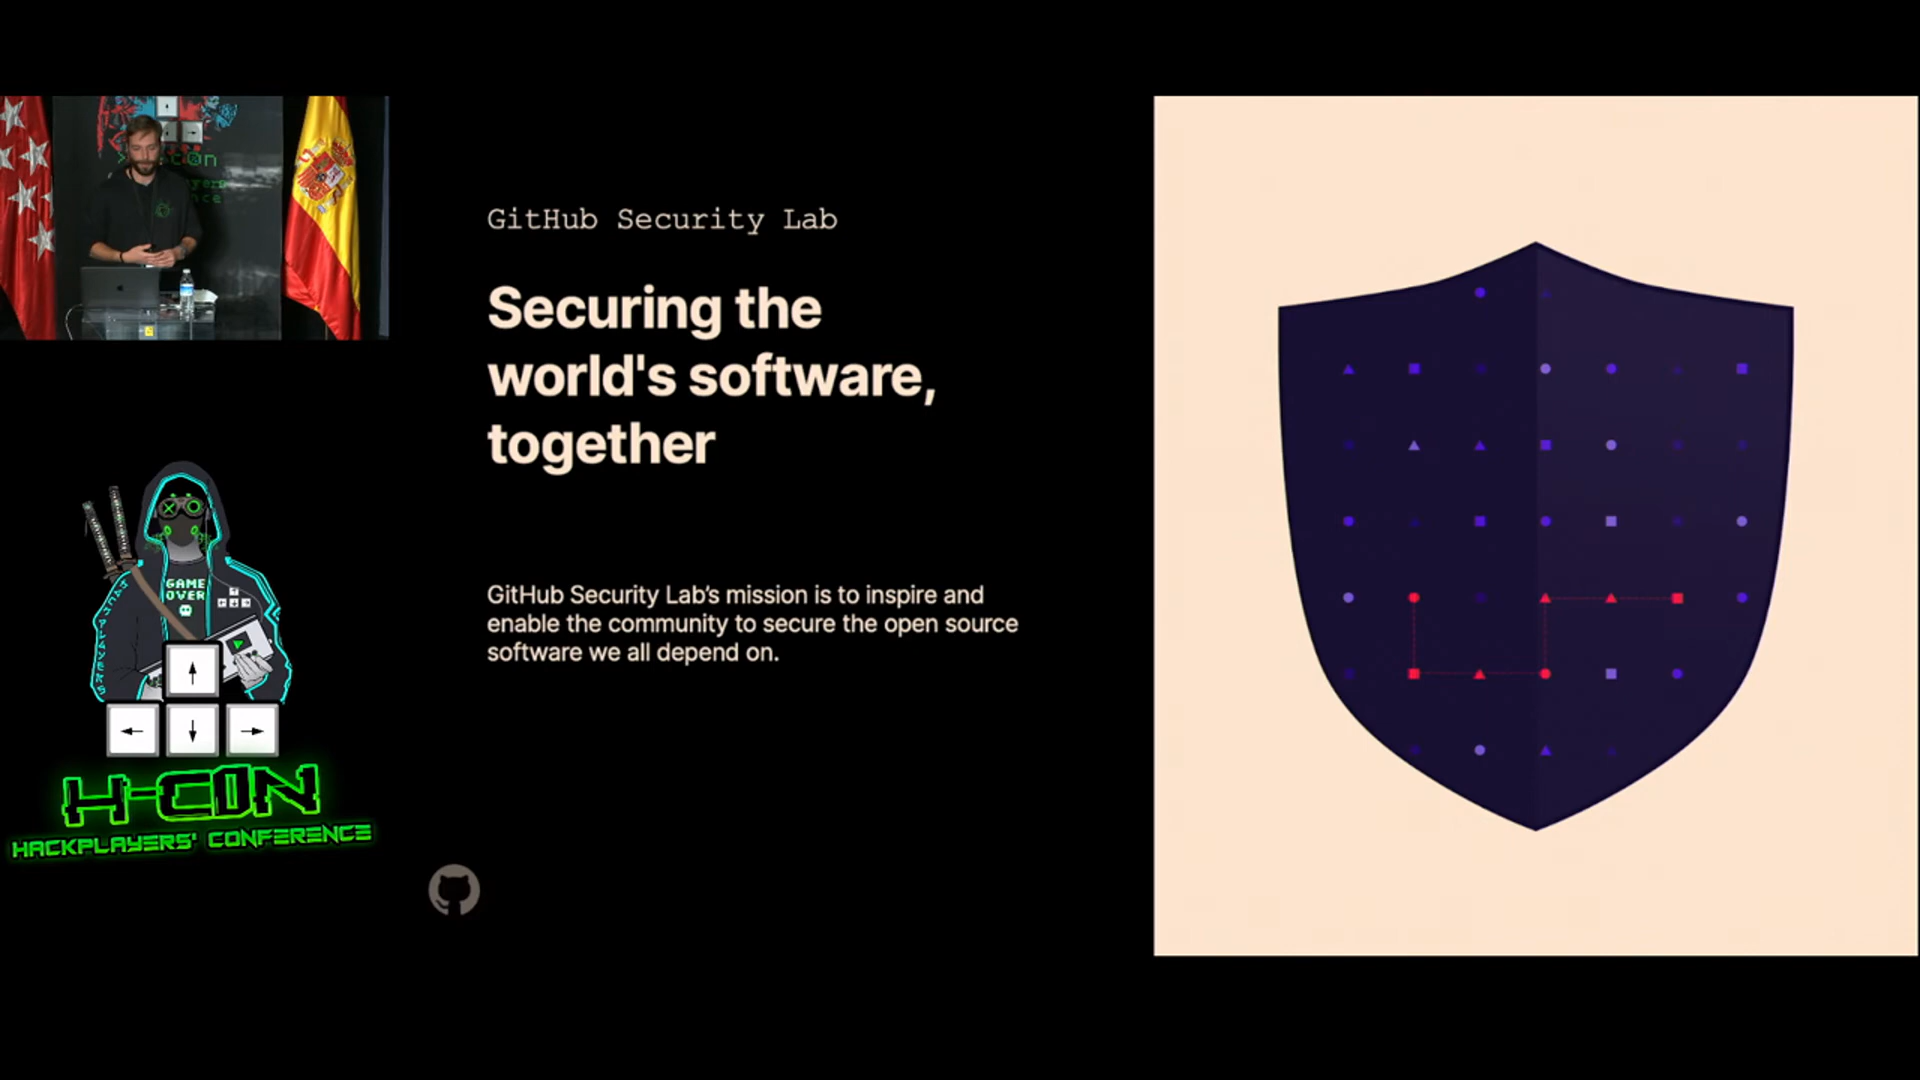 GitHub Security Lab
Securing the
world's software,
together
GitHub Security Lab’s mission is to inspire and
enable the community to secure the open source
software we all depend on.
GAME
OVER
H-C0N
HACKPLAYERS' CONFERENCE